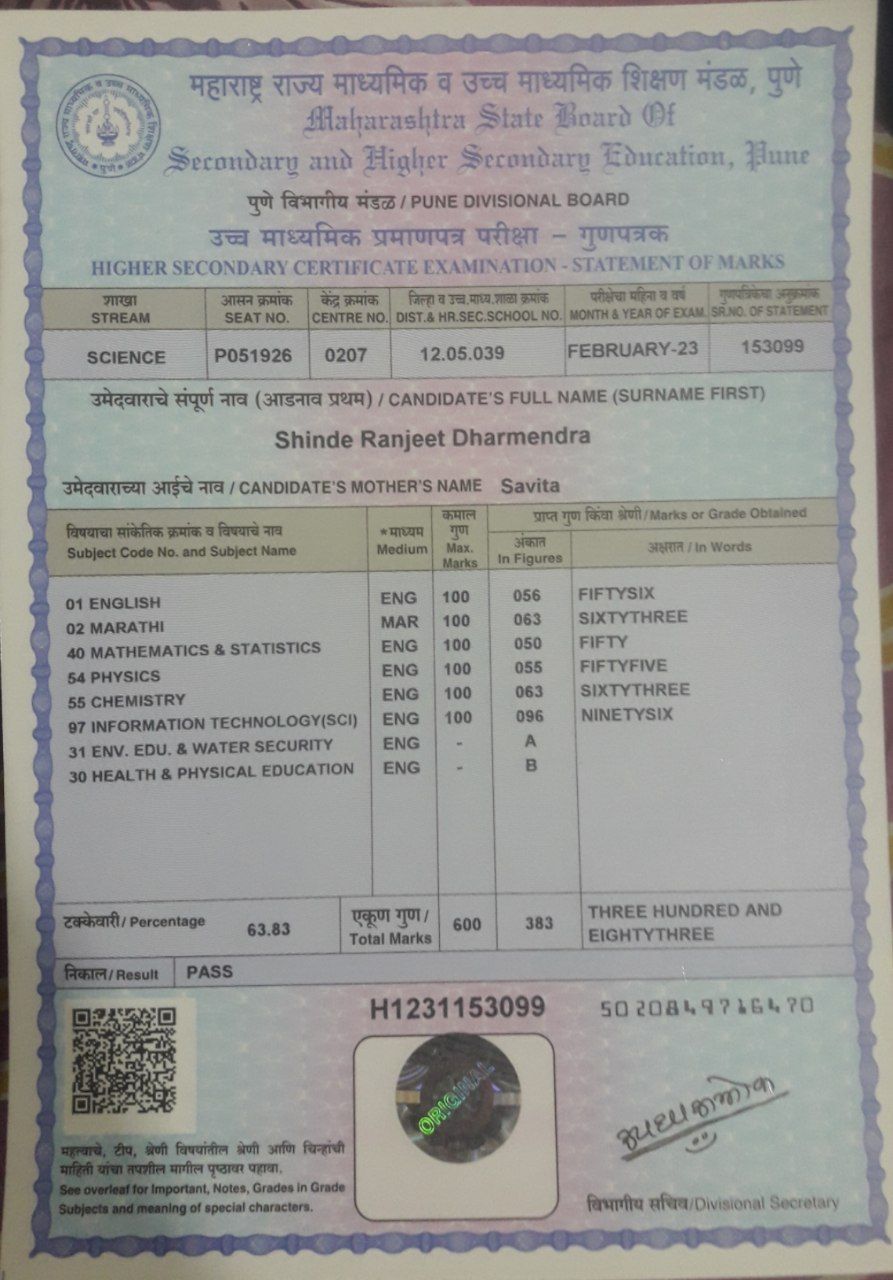 महाराष्ट्र राज्य माध्यमिक व उच्च माध्यमिक शिक्षण मंडळ, पुणे
Maharashtra State Board Of
Secondary and Higher Secondary Education, Pune
पुणे विभागीय मंडळ / PUNE DIVISIONAL BOARD
उच्च माध्यमिक प्रमाणपत्र परीक्षा – गुणपत्रक
HIGHER SECONDARY CERTIFICATE EXAMINATION - STATEMENT OF MARKS
शाखा आसन क्रमांक केंद्र क्रमांक जिल्हा व उच्च.माध्य.शाळा क्रमांक परीक्षेचा महिना व वर्ष गुणपत्रिकेचा अनुक्रमांक
STREAM SEAT NO. CENTRE NO. DIST.& HR.SEC.SCHOOL NO. MONTH & YEAR OF EXAM. SR.NO. OF STATEMENT
SCIENCE P051926 0207 12.05.039 FEBRUARY-23 153099
उमेदवाराचे संपूर्ण नाव (आडनाव प्रथम) / CANDIDATE'S FULL NAME (SURNAME FIRST)
Shinde Ranjeet Dharmendra
उमेदवाराच्या आईचे नाव / CANDIDATE'S MOTHER'S NAME Savita
विषयाचा सांकेतिक क्रमांक व विषयाचे नाव
Subject Code No. and Subject Name
*माध्यम
Medium
कमाल
गुण
Max.
Marks
प्राप्त गुण किंवा श्रेणी/Marks or Grade Obtained
अंकात
In Figures
अक्षरात / In Words
01 ENGLISH ENG 100 056 FIFTYSIX
02 MARATHI MAR 100 063 SIXTYTHREE
40 MATHEMATICS & STATISTICS ENG 100 050 FIFTY
54 PHYSICS ENG 100 055 FIFTYFIVE
55 CHEMISTRY ENG 100 063 SIXTYTHREE
97 INFORMATION TECHNOLOGY(SCI) ENG 100 096 NINETYSIX
31 ENV. EDU. & WATER SECURITY ENG - A
30 HEALTH & PHYSICAL EDUCATION ENG - B
टक्केवारी/ Percentage 63.83
एकूण गुण /
Total Marks
600 383
THREE HUNDRED AND
EIGHTYTHREE
निकाल/ Result PASS
H1231153099
5020849716470
ORIGINAL
महत्वाचे, टीप, श्रेणी विषयांतील श्रेणी आणि चिन्हांची
माहिती यांचा तपशील मागील पृष्ठावर पहावा.
See overleaf for Important, Notes, Grades in Grade
Subjects and meaning of special characters.
विभागीय सचिव/Divisional Secretary